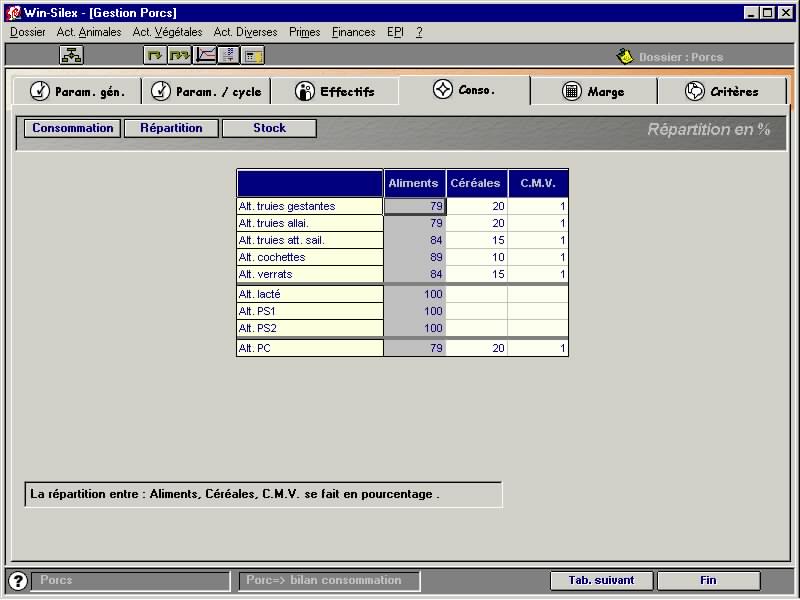 Win-Silex - [Gestion Porcs]
Dossier Act. Animales Act. Végétales Act. Diverses Primes Finances EPI ?
Dossier : Porcs
Param. gén. Param. / cycle Effectifs Conso. Marge Critères
Consommation Répartition Stock Répartition en %
Aliments Céréales C.M.V.
Alt. truies gestantes 79 20 1
Alt. truies allai. 79 20 1
Alt. truies att. sail. 84 15 1
Alt. cochettes 89 10 1
Alt. verrats 84 15 1
Alt. lacté 100
Alt. PS1 100
Alt. PS2 100
Alt. PC 79 20 1
La répartition entre : Aliments, Céréales, C.M.V. se fait en pourcentage .
? Porcs Porc=> bilan consommation Tab. suivant Fin